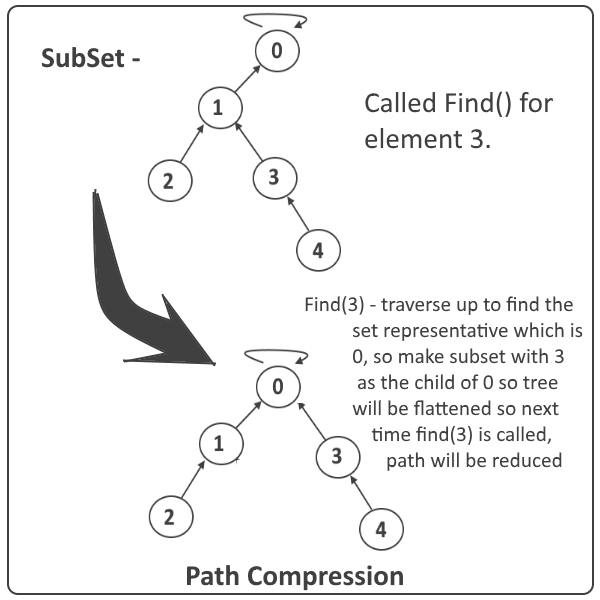 SubSet -
0
1
2
3
4
Called Find() for
element 3.
Find(3) - traverse up to find the
set representative which is
0, so make subset with 3
as the child of 0 so tree
will be flattened so next
time find(3) is called,
path will be reduced
0
1
3
2
4
Path Compression